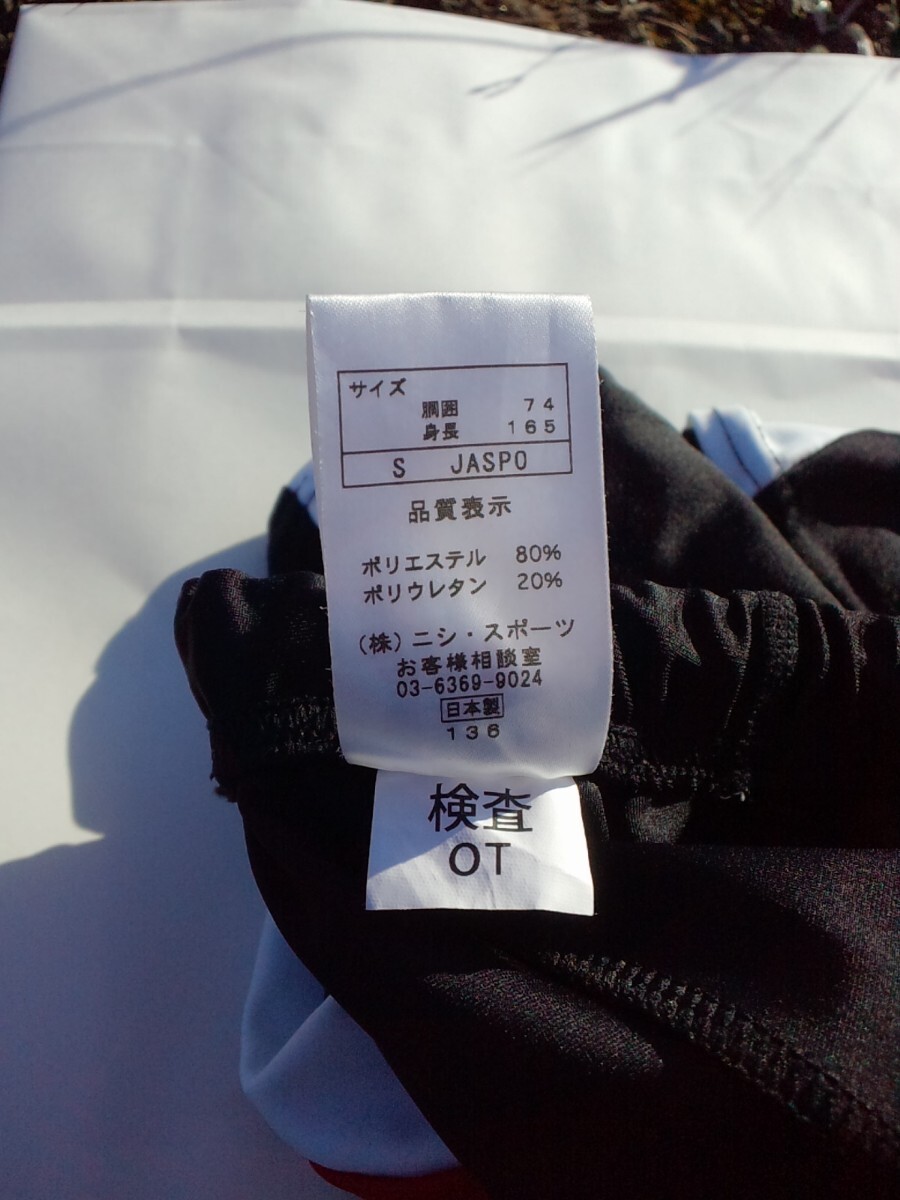 サイズ
胴囲 74
身長 165
S JASPO
品質表示
ポリエステル 80%
ポリウレタン 20%
(株)ニシ・スポーツ
お客様相談室
03-6369-9024
日本製
136
検査
OT